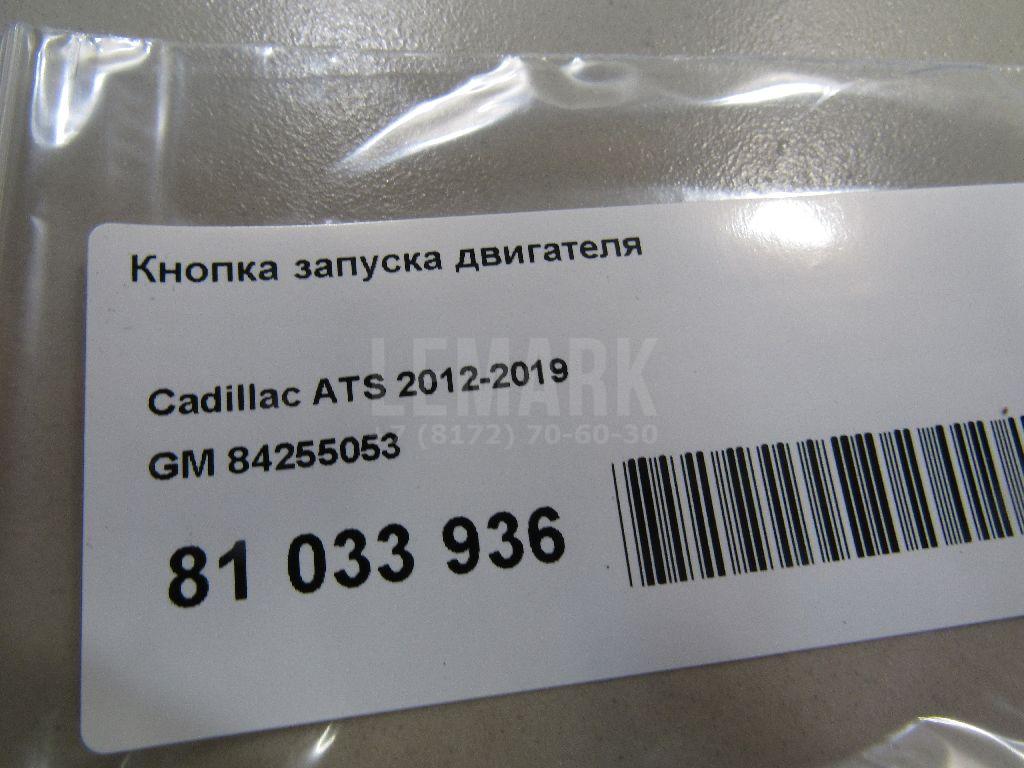 Кнопка запуска двигателя
LEMARK
Cadillac ATS 2012-2019
+7 (8172) 70-60-30
GM 84255053
81 033 936